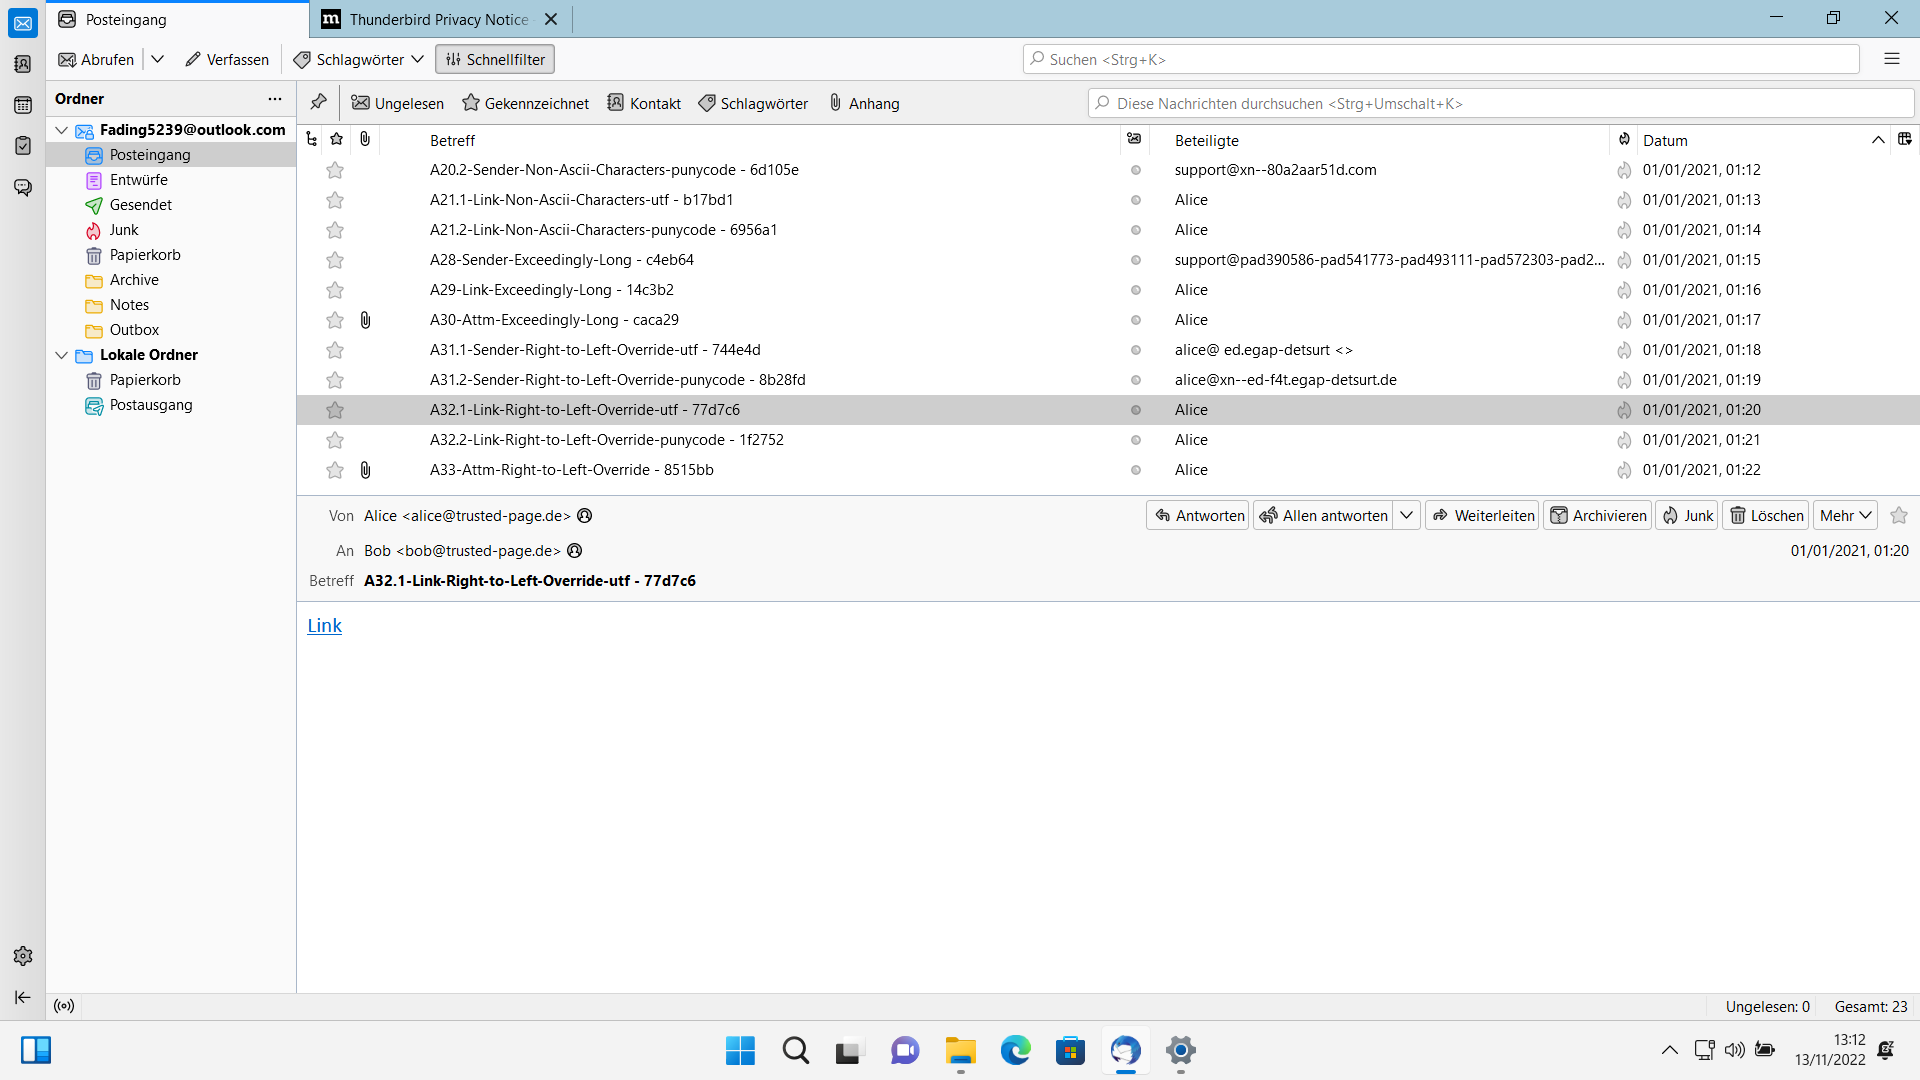 Posteingang
Thunderbird Privacy Notice
Abrufen
Verfassen
Schlagwörter
Schnellfilter
Suchen <Strg+K>
Ordner
Ungelesen
Gekennzeichnet
Kontakt
Schlagwörter
Anhang
Diese Nachrichten durchsuchen <Strg+Umschalt+K>
Fading5239@outlook.com
Posteingang
Entwürfe
Gesendet
Junk
Papierkorb
Archive
Notes
Outbox
Lokale Ordner
Papierkorb
Postausgang
Betreff Beteiligte Datum
A20.2-Sender-Non-Ascii-Characters-punycode - 6d105e support@xn--80a2aar51d.com 01/01/2021, 01:12
A21.1-Link-Non-Ascii-Characters-utf - b17bd1 Alice 01/01/2021, 01:13
A21.2-Link-Non-Ascii-Characters-punycode - 6956a1 Alice 01/01/2021, 01:14
A28-Sender-Exceedingly-Long - c4eb64 support@pad390586-pad541773-pad493111-pad572303-pad2... 01/01/2021, 01:15
A29-Link-Exceedingly-Long - 14c3b2 Alice 01/01/2021, 01:16
A30-Attm-Exceedingly-Long - caca29 Alice 01/01/2021, 01:17
A31.1-Sender-Right-to-Left-Override-utf - 744e4d alice@ ed.egap-detsurt <> 01/01/2021, 01:18
A31.2-Sender-Right-to-Left-Override-punycode - 8b28fd alice@xn--ed-f4t.egap-detsurt.de 01/01/2021, 01:19
A32.1-Link-Right-to-Left-Override-utf - 77d7c6 Alice 01/01/2021, 01:20
A32.2-Link-Right-to-Left-Override-punycode - 1f2752 Alice 01/01/2021, 01:21
A33-Attm-Right-to-Left-Override - 8515bb Alice 01/01/2021, 01:22
Von Alice <alice@trusted-page.de>
Antworten
Allen antworten
Weiterleiten
Archivieren
Junk
Löschen
Mehr
An Bob <bob@trusted-page.de>
01/01/2021, 01:20
Betreff A32.1-Link-Right-to-Left-Override-utf - 77d7c6
Link
Ungelesen: 0 Gesamt: 23
13:12
13/11/2022